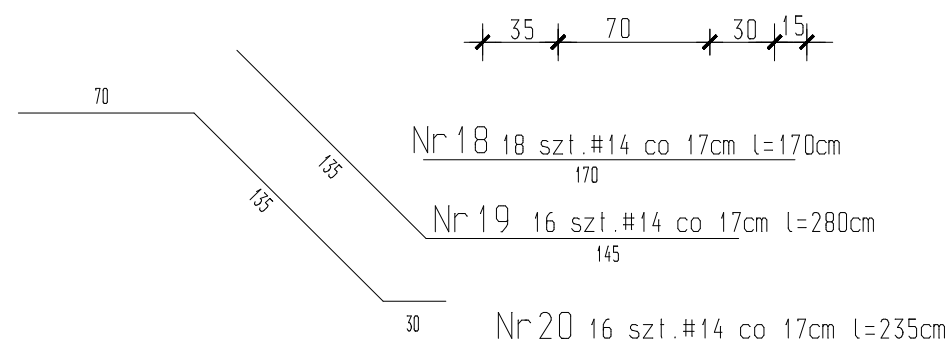 35 70 30 15
70
135
135
Nr 18 18 szt.#14 co 17cm l=170cm
170
Nr 19 16 szt.#14 co 17cm l=280cm
145
30
Nr 20 16 szt.#14 co 17cm l=235cm